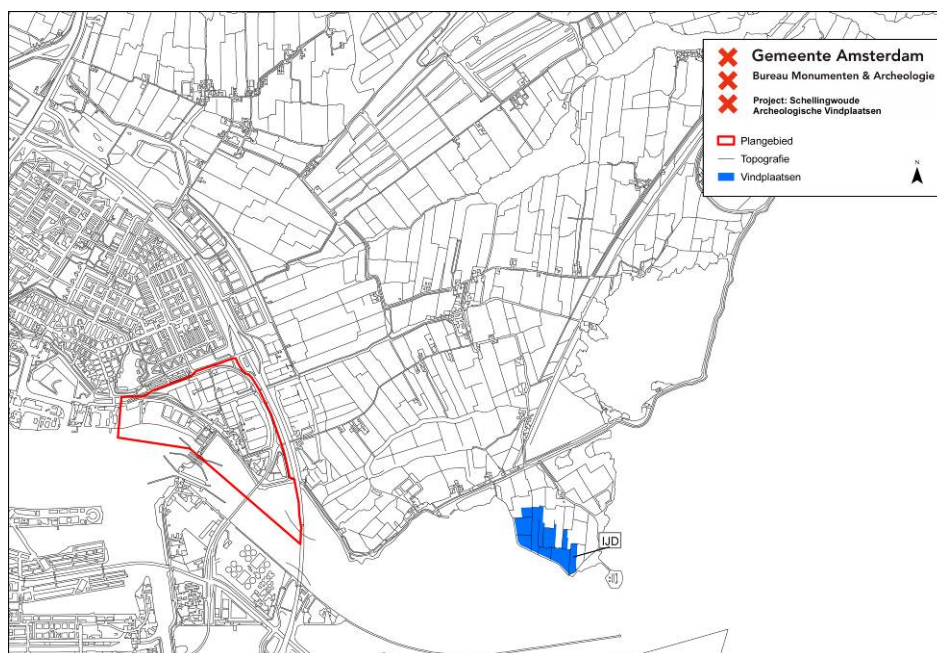 Gemeente Amsterdam
Bureau Monumenten & Archeologie
Project: Schellingwoude
Archeologische Vindplaatsen
Plangebied
Topografie
Vindplaatsen
N
IJD